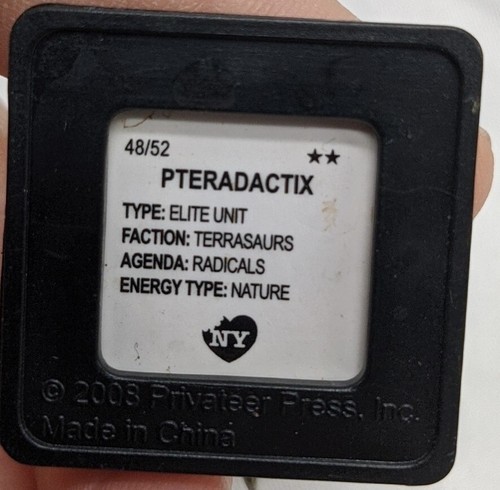 48/52 ★★
PTERADACTIX
TYPE: ELITE UNIT
FACTION: TERRASAURS
AGENDA: RADICALS
ENERGY TYPE: NATURE
NY
© 2008 Privateer Press, Inc.
Made in China